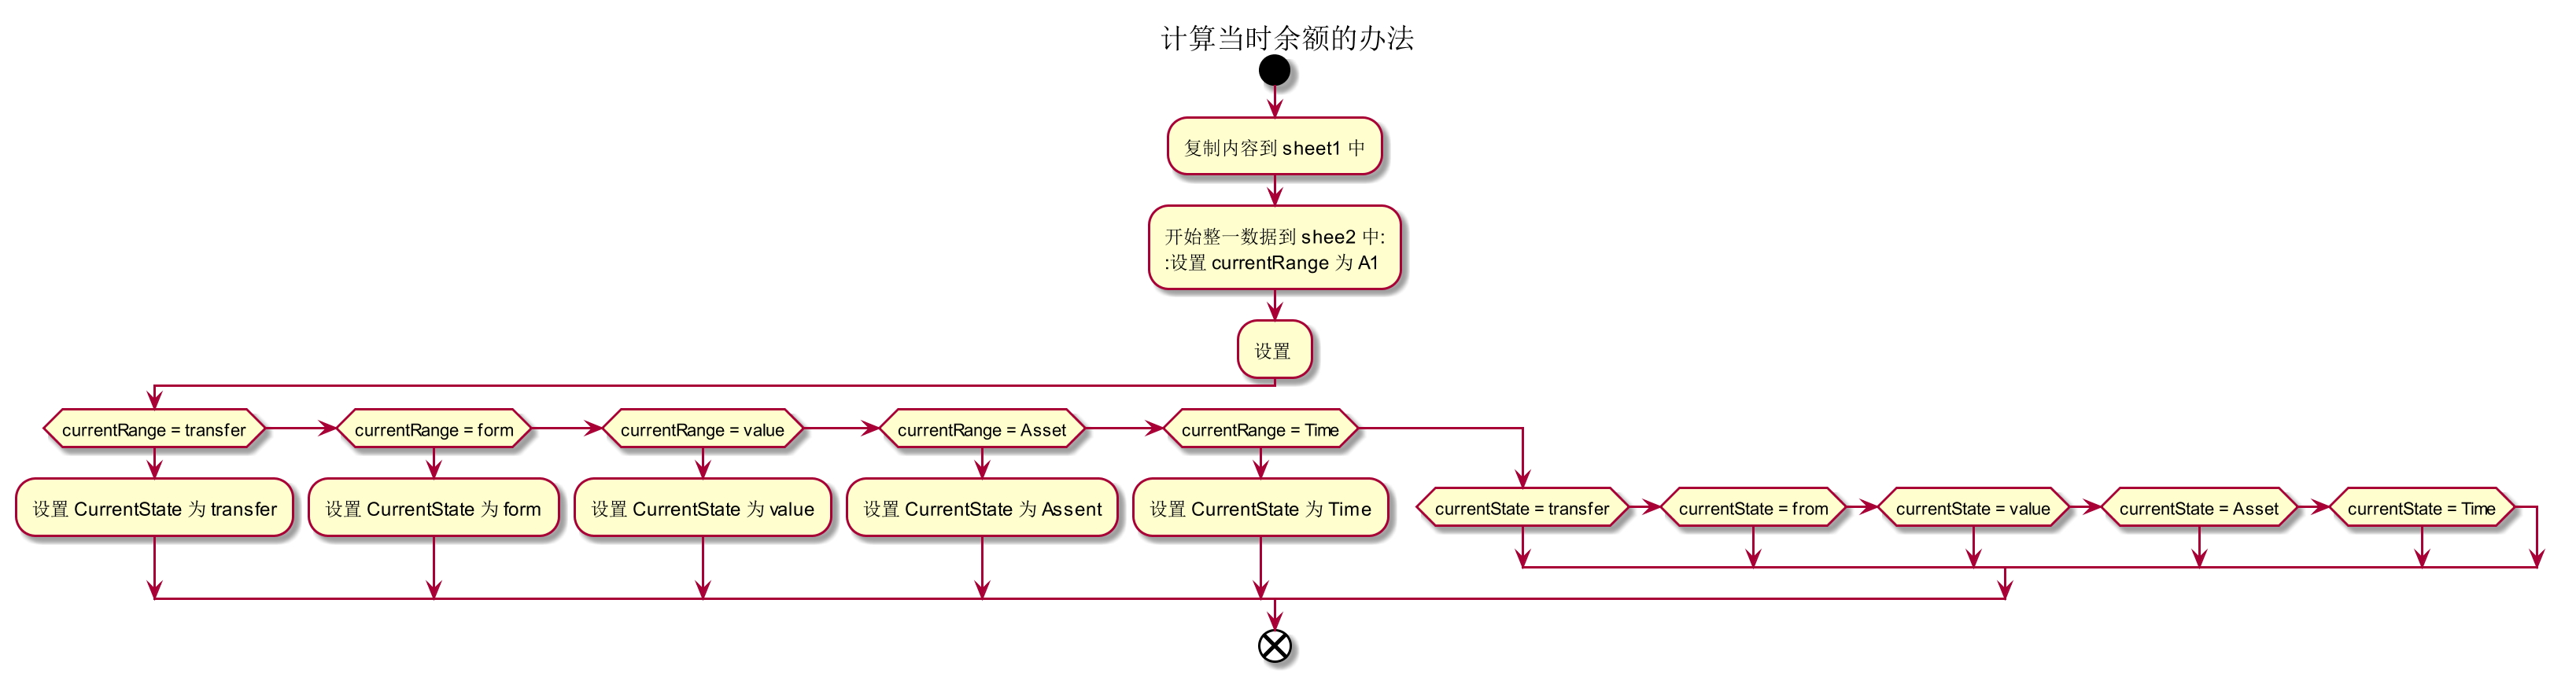 计算当时余额的办法
复制内容到 sheet1 中
开始整一数据到 shee2 中:
:设置 currentRange 为 A1
设置
currentRange = transfer
currentRange = form
currentRange = value
currentRange = Asset
currentRange = Time
设置 CurrentState 为 transfer
设置 CurrentState 为 form
设置 CurrentState 为 value
设置 CurrentState 为 Assent
设置 CurrentState 为 Time
currentState = transfer
currentState = from
currentState = value
currentState = Asset
currentState = Time